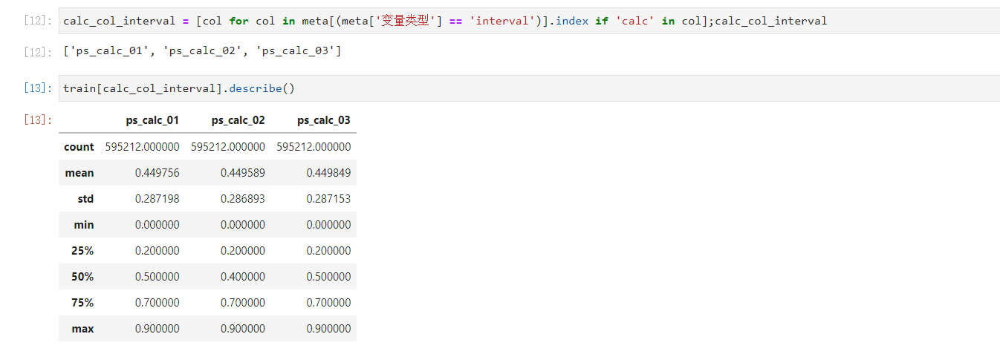 [12]: calc_col_interval = [col for col in meta[(meta['变量类型'] == 'interval')].index if 'calc' in col];calc_col_interval
[12]: ['ps_calc_01', 'ps_calc_02', 'ps_calc_03']
[13]: train[calc_col_interval].describe()
[13]: ps_calc_01 ps_calc_02 ps_calc_03
count 595212.000000 595212.000000 595212.000000
mean 0.449756 0.449589 0.449849
std 0.287198 0.286893 0.287153
min 0.000000 0.000000 0.000000
25% 0.200000 0.200000 0.200000
50% 0.500000 0.400000 0.500000
75% 0.700000 0.700000 0.700000
max 0.900000 0.900000 0.900000